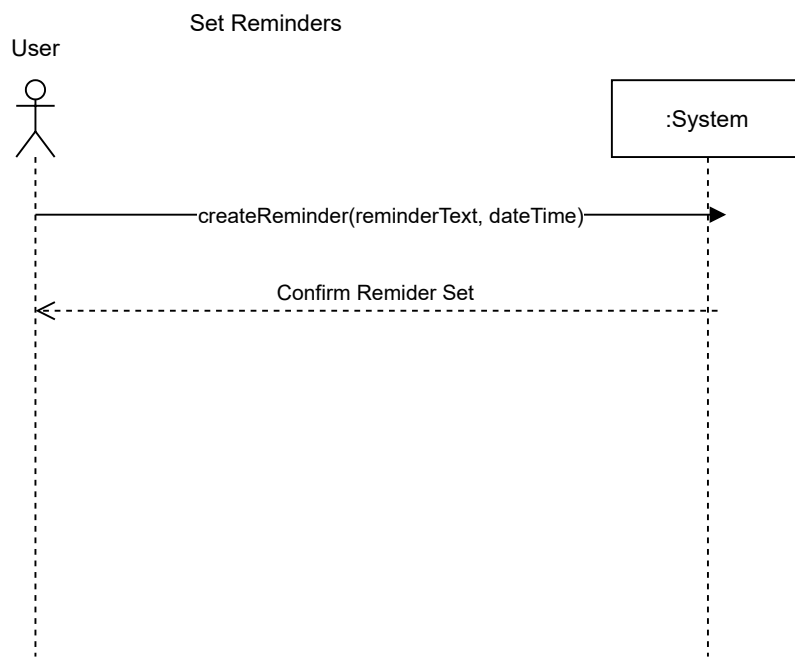 Set Reminders
User
:System
createReminder(reminderText, dateTime)
Confirm Remider Set